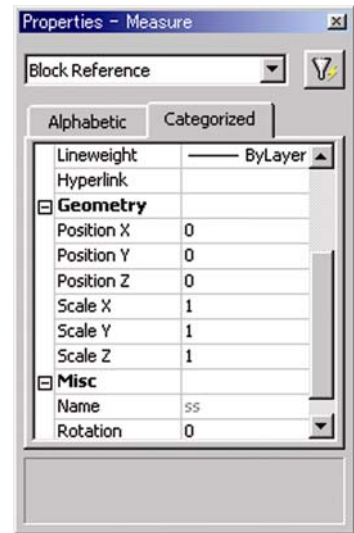 Properties - Measure
Block Reference
Alphabetic Categorized
Lineweight ByLayer
Hyperlink
Geometry
Position X 0
Position Y 0
Position Z 0
Scale X 1
Scale Y 1
Scale Z 1
Misc
Name ss
Rotation 0